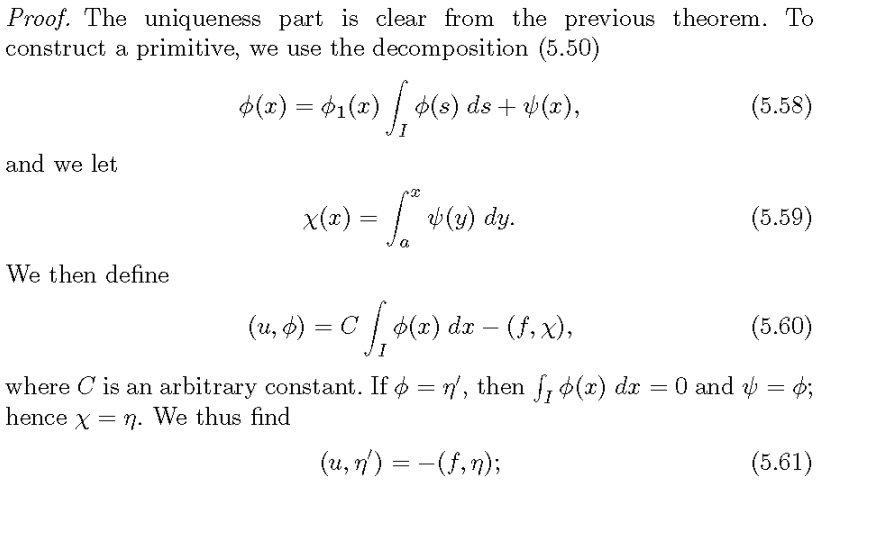 Proof. The uniqueness part is clear from the previous theorem. To
construct a primitive, we use the decomposition (5.50)
ϕ(x) = ϕ₁(x) ∫_I ϕ(s) ds + ψ(x), (5.58)
and we let
χ(x) = ∫_a^x ψ(y) dy. (5.59)
We then define
(u, ϕ) = C ∫_I ϕ(x) dx − (f, χ), (5.60)
where C is an arbitrary constant. If ϕ = η′, then ∫_I ϕ(x) dx = 0 and ψ = ϕ;
hence χ = η. We thus find
(u, η′) = −(f, η); (5.61)